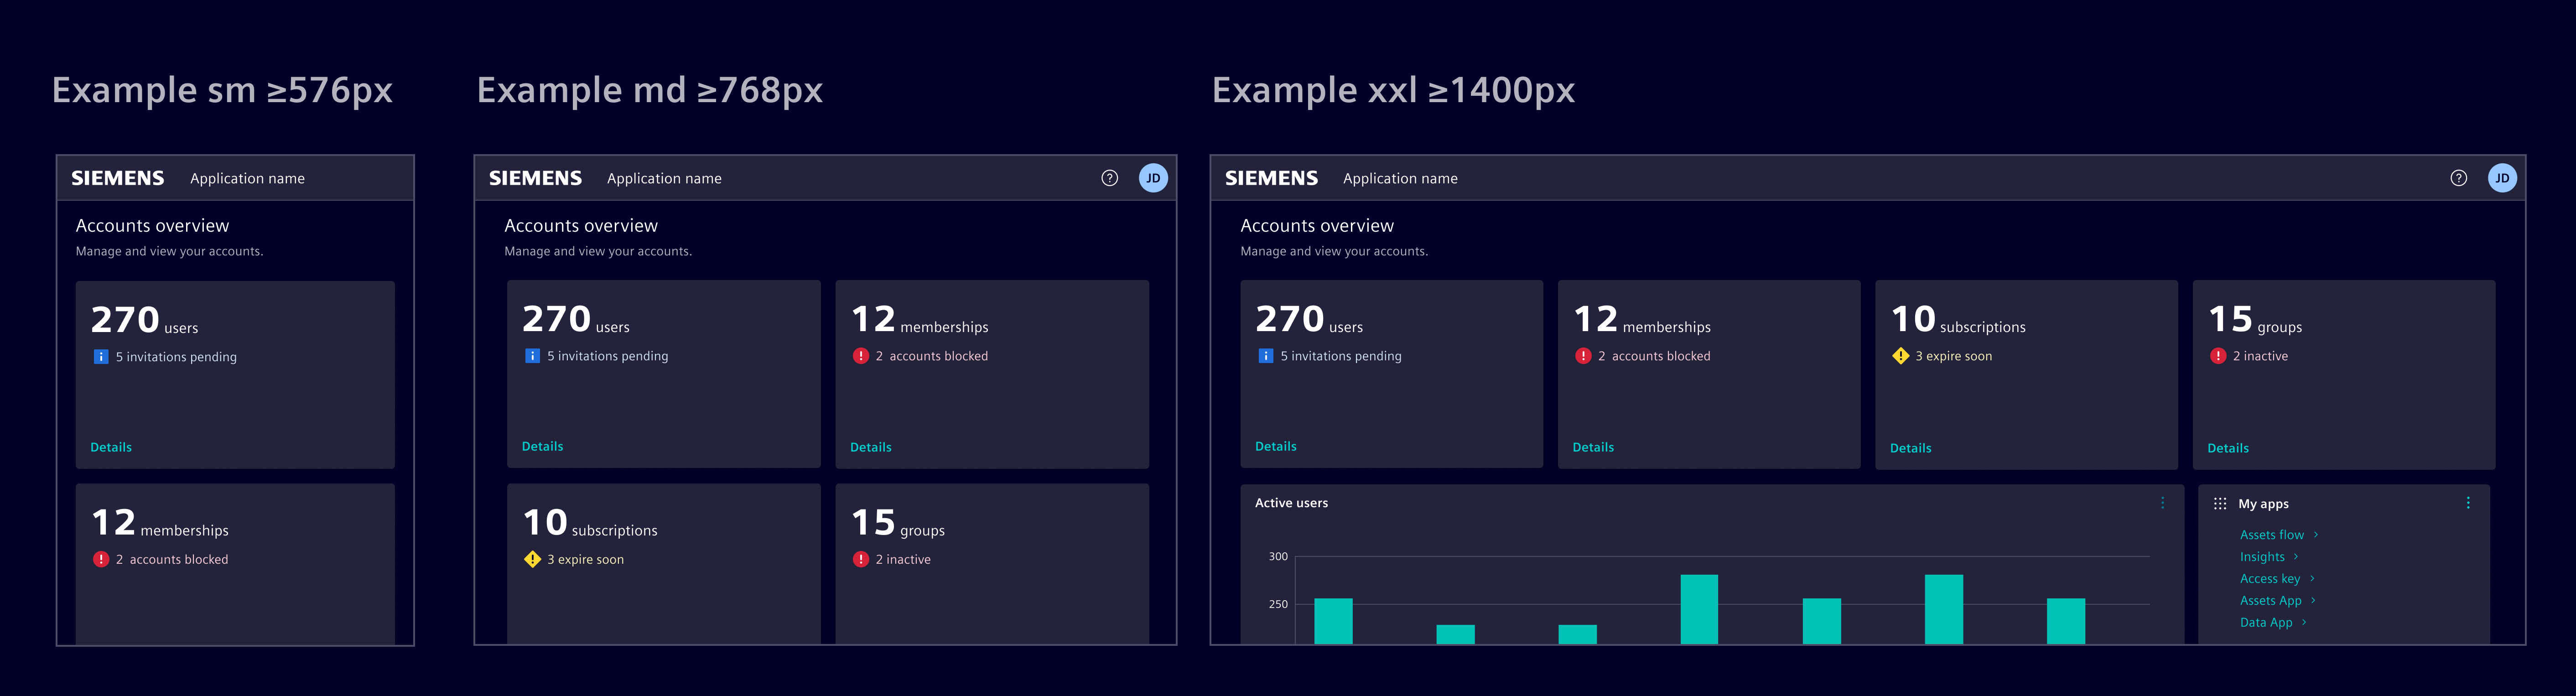 Example sm ≥576px
SIEMENS Application name
Accounts overview
Manage and view your accounts.
270 users
5 invitations pending
Details
12 memberships
2 accounts blocked
Example md ≥768px
SIEMENS Application name ? JD
Accounts overview
Manage and view your accounts.
270 users
5 invitations pending
Details
12 memberships
2 accounts blocked
Details
10 subscriptions
3 expire soon
15 groups
2 inactive
Example xxl ≥1400px
SIEMENS Application name ? JD
Accounts overview
Manage and view your accounts.
270 users
5 invitations pending
Details
12 memberships
2 accounts blocked
Details
10 subscriptions
3 expire soon
Details
15 groups
2 inactive
Details
Active users
300
250
My apps
Assets flow
Insights
Access key
Assets App
Data App